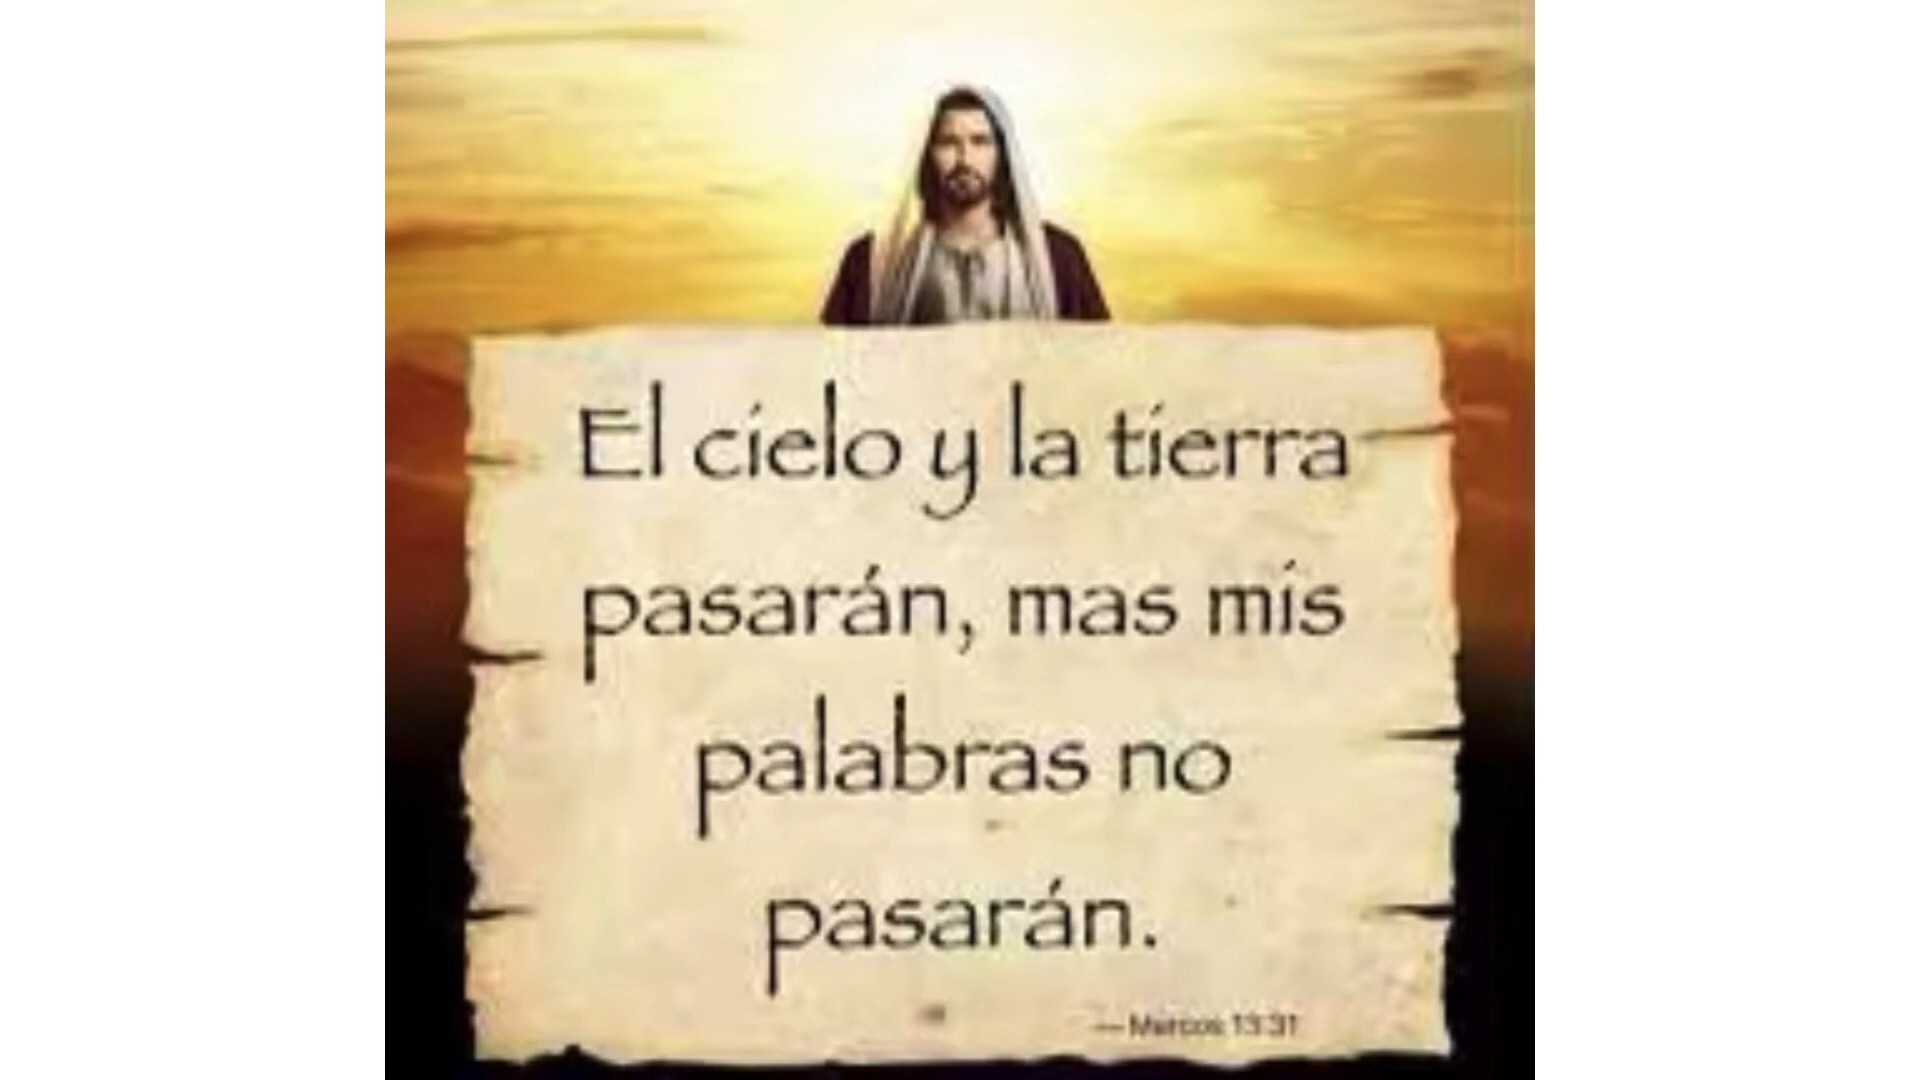 El cielo y la tierra
pasarán, mas mis
palabras no
pasarán.
— Marcos 13:31